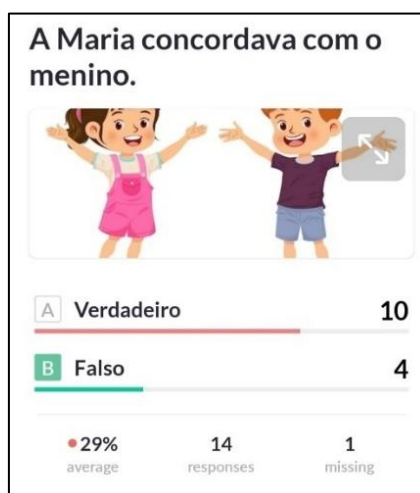 A Maria concordava com o
menino.
A Verdadeiro 10
B Falso 4
29% 14 1
average responses missing